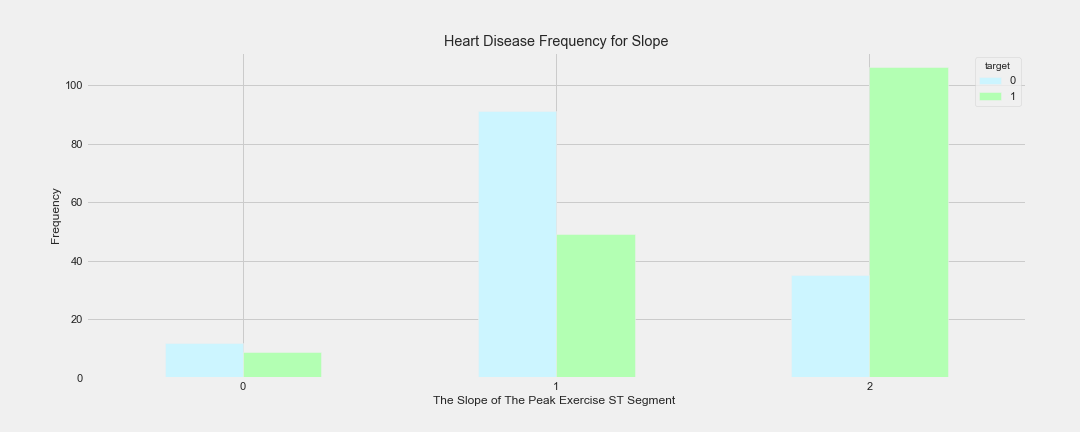 Heart Disease Frequency for Slope
target
0
1
100
80
60
40
20
0
Frequency
0 1 2
The Slope of The Peak Exercise ST Segment